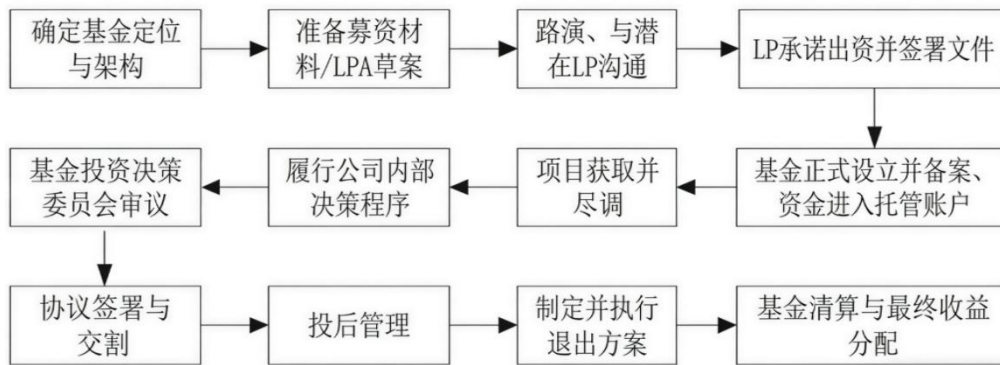 确定基金定位
与架构
准备募资材
料/LPA草案
路演、与潜
在LP沟通
LP承诺出资并签署文件
基金正式设立并备案、
资金进入托管账户
项目获取并
尽调
履行公司内部
决策程序
基金投资决策
委员会审议
协议签署与
交割
投后管理
制定并执行
退出方案
基金清算与最终收益
分配